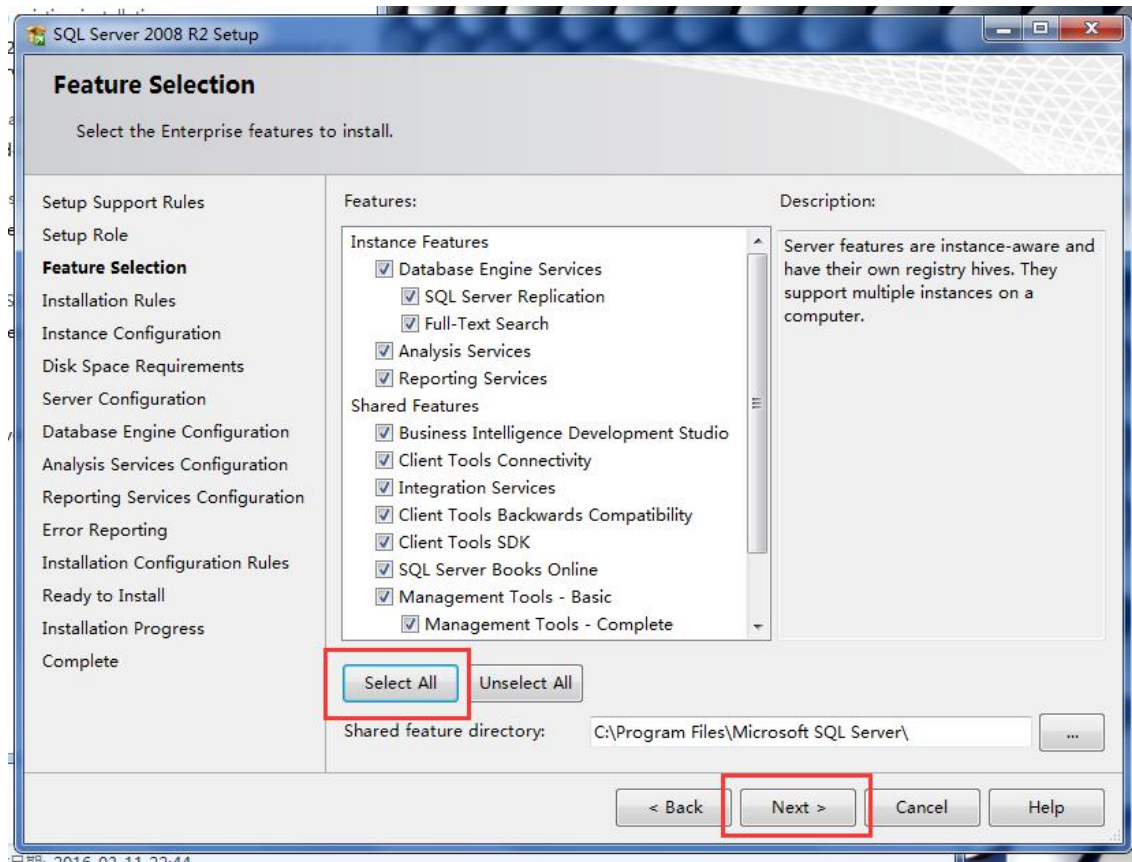 SQL Server 2008 R2 Setup
Feature Selection
Select the Enterprise features to install.
Setup Support Rules
Setup Role
Feature Selection
Installation Rules
Instance Configuration
Disk Space Requirements
Server Configuration
Database Engine Configuration
Analysis Services Configuration
Reporting Services Configuration
Error Reporting
Installation Configuration Rules
Ready to Install
Installation Progress
Complete
Features:
Instance Features
Database Engine Services
SQL Server Replication
Full-Text Search
Analysis Services
Reporting Services
Shared Features
Business Intelligence Development Studio
Client Tools Connectivity
Integration Services
Client Tools Backwards Compatibility
Client Tools SDK
SQL Server Books Online
Management Tools - Basic
Management Tools - Complete
Description:
Server features are instance-aware and
have their own registry hives. They
support multiple instances on a
computer.
Select All
Unselect All
Shared feature directory:
C:\Program Files\Microsoft SQL Server\
...
< Back
Next >
Cancel
Help